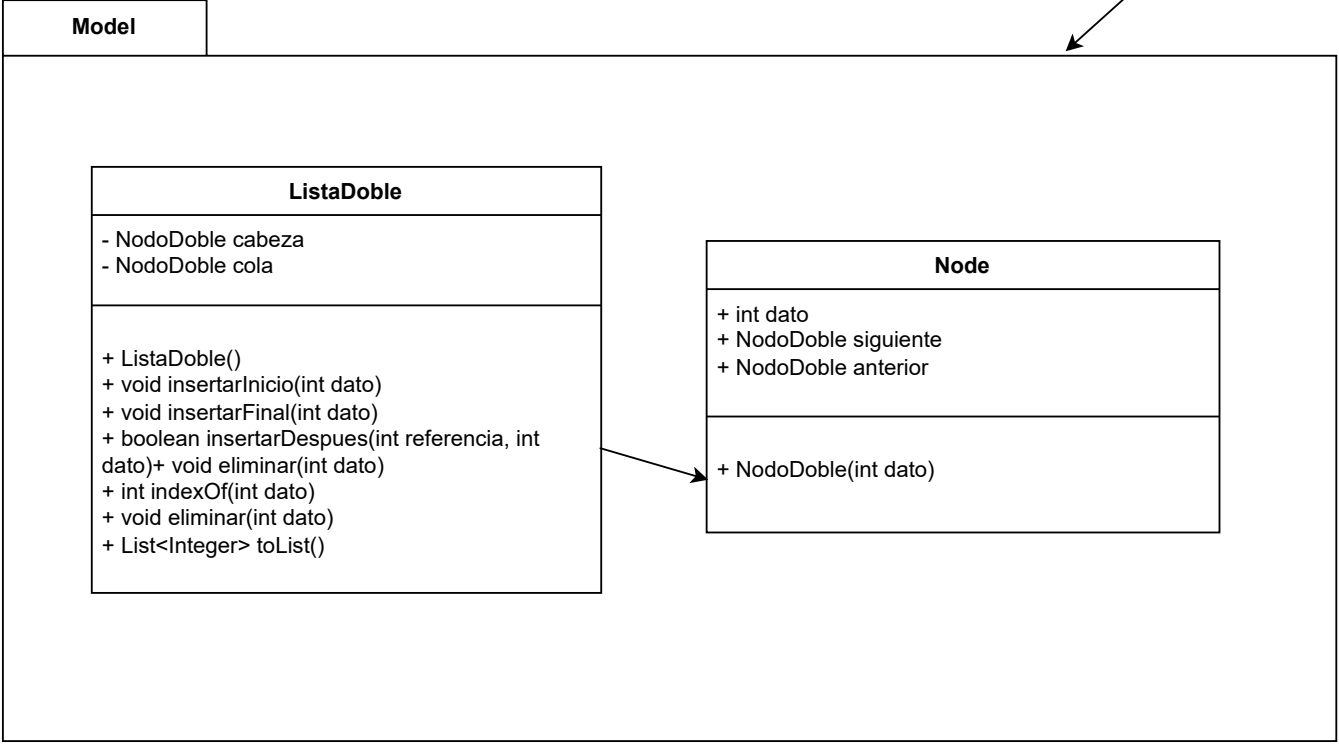 Model
ListaDoble
- NodoDoble cabeza
- NodoDoble cola
+ ListaDoble()
+ void insertarInicio(int dato)
+ void insertarFinal(int dato)
+ boolean insertarDespues(int referencia, int
dato)+ void eliminar(int dato)
+ int indexOf(int dato)
+ void eliminar(int dato)
+ List<Integer> toList()
Node
+ int dato
+ NodoDoble siguiente
+ NodoDoble anterior
+ NodoDoble(int dato)